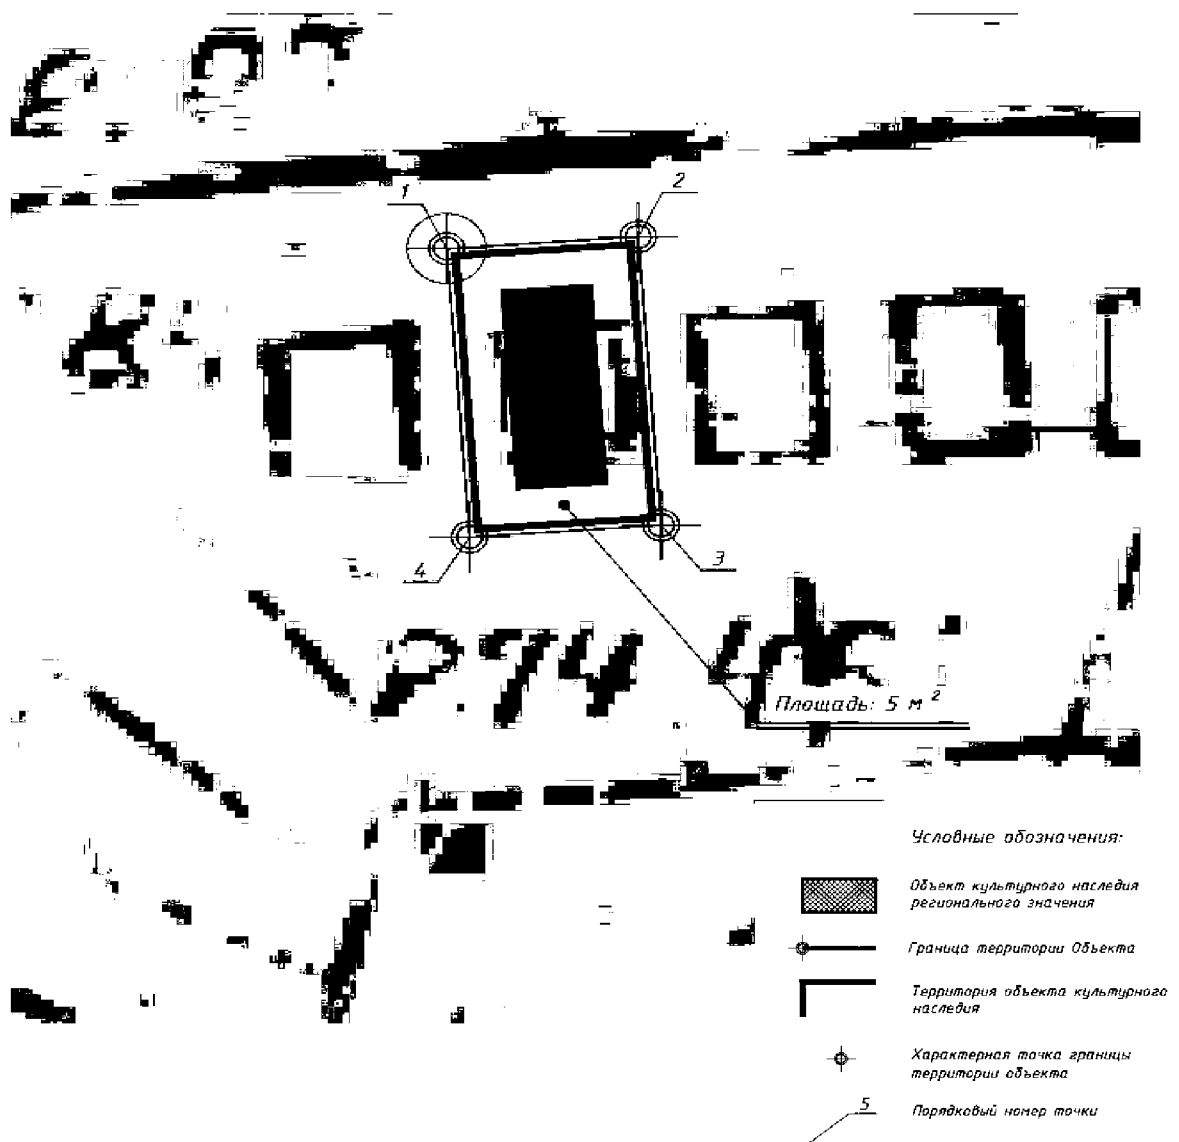 1
2
3
4
Площадь: 5 м 2
Условные обозначения:
Объект культурного наследия
регионального значения
Граница территории Объекта
Территория объекта культурного
наследия
Характерная точка границы
территории объекта
5
Порядковый номер точки